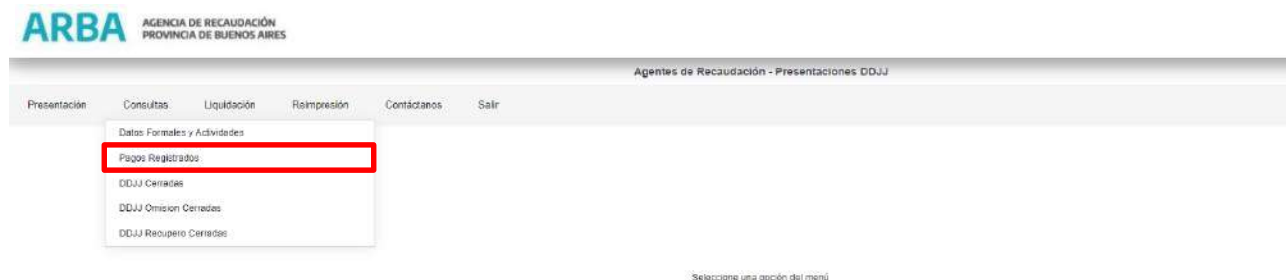 ARBA
AGENCIA DE RECAUDACIÓN
PROVINCIA DE BUENOS AIRES
Agentes de Recaudación - Presentaciones DDJJ
Presentación Consultas Liquidación Reimpresión Contáctanos Salir
Datos Formales y Actividades
Pagos Registrados
DDJJ Cerradas
DDJJ Omision Cerradas
DDJJ Recupero Cerradas
Seleccione una opción del menú